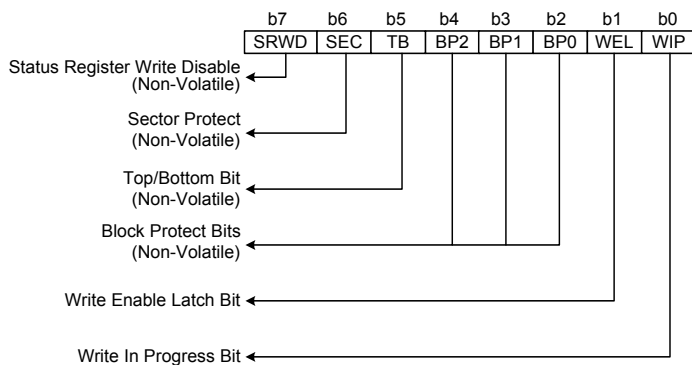 b7 b6 b5 b4 b3 b2 b1 b0
SRWD SEC TB BP2 BP1 BP0 WEL WIP
Status Register Write Disable
(Non-Volatile)
Sector Protect
(Non-Volatile)
Top/Bottom Bit
(Non-Volatile)
Block Protect Bits
(Non-Volatile)
Write Enable Latch Bit
Write In Progress Bit